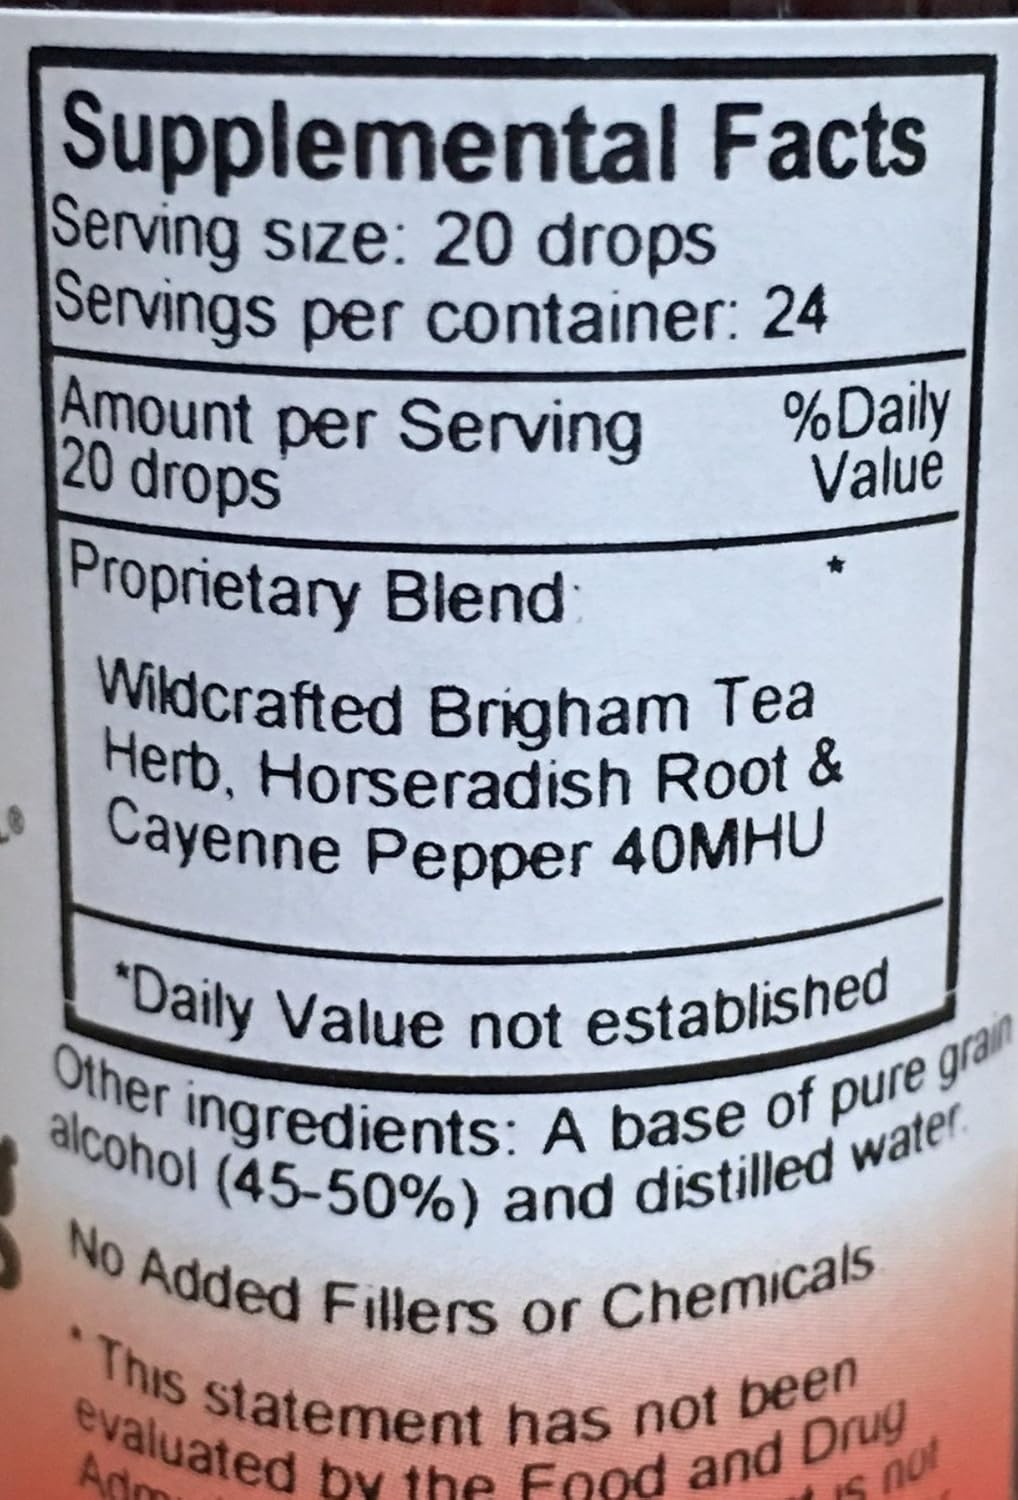 Supplemental Facts
Serving size: 20 drops
Servings per container: 24
Amount per Serving %Daily
20 drops Value
Proprietary Blend: *
Wildcrafted Brigham Tea
Herb, Horseradish Root &
Cayenne Pepper 40MHU
*Daily Value not established
Other ingredients: A base of pure grain
alcohol (45-50%) and distilled water.
No Added Fillers or Chemicals
* This statement has not been
evaluated by the Food and Drug
is not